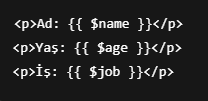 <p>Ad: {{ $name }}</p>
<p>Yaş: {{ $age }}</p>
<p>İş: {{ $job }}</p>